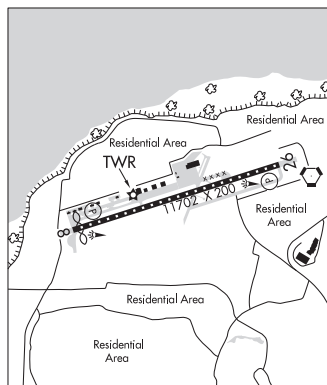 Residential Area
Residential Area
TWR
26
P
P
11702 X 200
08
Residential
Area
Residential Area
Residential
Area